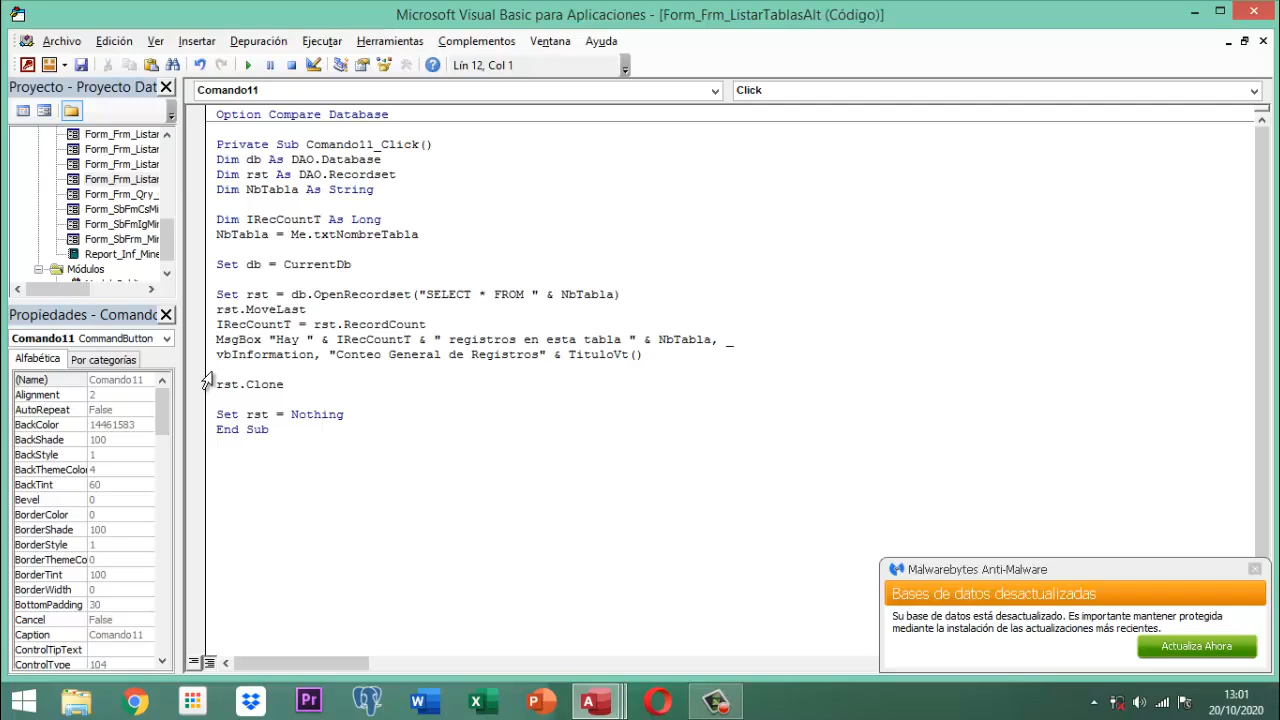 Microsoft Visual Basic para Aplicaciones - [Form_Frm_ListarTablasAlt (Código)]
Archivo Edición Ver Insertar Formato Depuración Ejecutar Herramientas Complementos Ventana Ayuda
Lín 12, Col 1
Proyecto - Proyecto Dat
Comando11
Click
Form_Frm_Listar
Form_Frm_Listar
Form_Frm_Listar
Form_Frm_Listar
Form_Frm_Qry_
Form_SbFmCsMi
Form_SbFmIgMi
Form_SbFrm_Mi
Report_Inf_Mine
Módulos
Propiedades - Comando
Comando11 CommandButton
Alfabética Por categorías
(Name) Comando11
Alignment 2
AutoRepeat False
BackColor 14461583
BackShade 100
BackStyle 1
BackThemeColor 4
BackTint 60
Bevel 0
BorderColor 0
BorderShade 100
BorderStyle 1
BorderThemeCo 0
BorderTint 100
BorderWidth 0
BottomPadding 30
Cancel False
Caption Comando11
ControlTipText
ControlType 104
Option Compare Database
Private Sub Comando11_Click()
Dim db As DAO.Database
Dim rst As DAO.Recordset
Dim NbTabla As String
Dim IRecCountT As Long
NbTabla = Me.txtNombreTabla
Set db = CurrentDb
Set rst = db.OpenRecordset("SELECT * FROM " & NbTabla)
rst.MoveLast
IRecCountT = rst.RecordCount
MsgBox "Hay " & IRecCountT & " registros en esta tabla " & NbTabla, _
vbInformation, "Conteo General de Registros" & TituloVt()
rst.Clone
Set rst = Nothing
End Sub
Malwarebytes Anti-Malware
Bases de datos desactualizadas
Su base de datos está desactualizado. Es importante mantener protegida
mediante la instalación de las actualizaciones más recientes.
Actualiza Ahora
13:01
20/10/2020